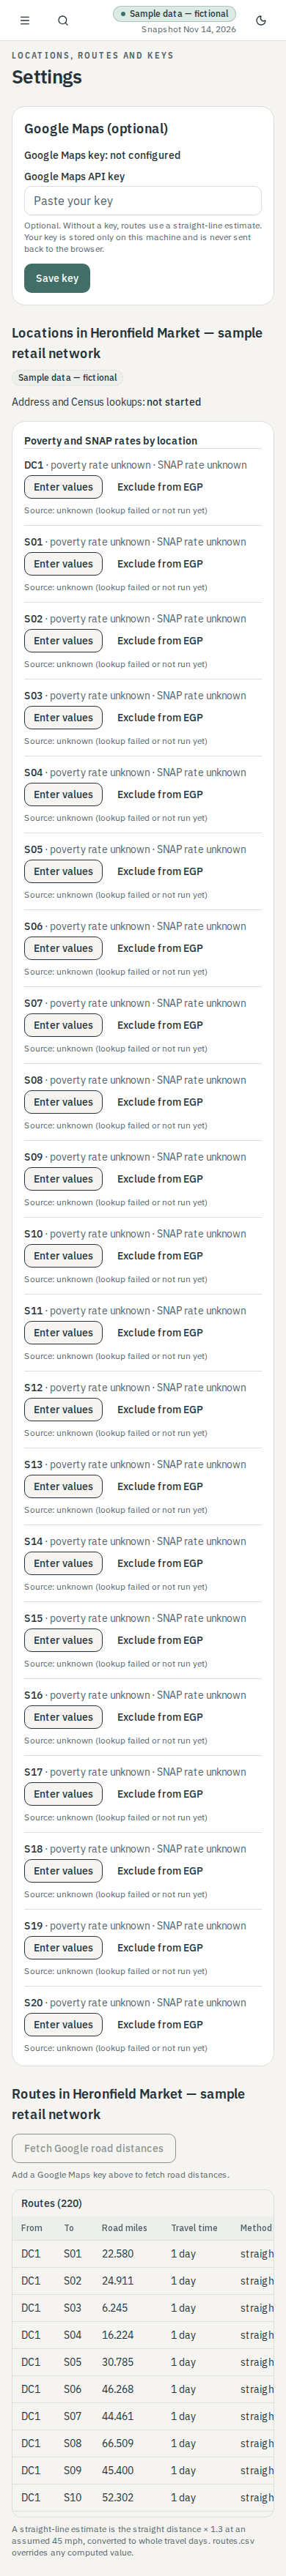 Sample data — fictional
Snapshot Nov 14, 2026
LOCATIONS, ROUTES AND KEYS
Settings
Google Maps (optional)
Google Maps key: not configured
Google Maps API key
Paste your key
Optional. Without a key, routes use a straight-line estimate.
Your key is stored only on this machine and is never sent
back to the browser.
Save key
Locations in Heronfield Market — sample
retail network
Sample data — fictional
Address and Census lookups: not started
Poverty and SNAP rates by location
DC1 · poverty rate unknown · SNAP rate unknown
Enter values Exclude from EGP
Source: unknown (lookup failed or not run yet)
S01 · poverty rate unknown · SNAP rate unknown
Enter values Exclude from EGP
Source: unknown (lookup failed or not run yet)
S02 · poverty rate unknown · SNAP rate unknown
Enter values Exclude from EGP
Source: unknown (lookup failed or not run yet)
S03 · poverty rate unknown · SNAP rate unknown
Enter values Exclude from EGP
Source: unknown (lookup failed or not run yet)
S04 · poverty rate unknown · SNAP rate unknown
Enter values Exclude from EGP
Source: unknown (lookup failed or not run yet)
S05 · poverty rate unknown · SNAP rate unknown
Enter values Exclude from EGP
Source: unknown (lookup failed or not run yet)
S06 · poverty rate unknown · SNAP rate unknown
Enter values Exclude from EGP
Source: unknown (lookup failed or not run yet)
S07 · poverty rate unknown · SNAP rate unknown
Enter values Exclude from EGP
Source: unknown (lookup failed or not run yet)
S08 · poverty rate unknown · SNAP rate unknown
Enter values Exclude from EGP
Source: unknown (lookup failed or not run yet)
S09 · poverty rate unknown · SNAP rate unknown
Enter values Exclude from EGP
Source: unknown (lookup failed or not run yet)
S10 · poverty rate unknown · SNAP rate unknown
Enter values Exclude from EGP
Source: unknown (lookup failed or not run yet)
S11 · poverty rate unknown · SNAP rate unknown
Enter values Exclude from EGP
Source: unknown (lookup failed or not run yet)
S12 · poverty rate unknown · SNAP rate unknown
Enter values Exclude from EGP
Source: unknown (lookup failed or not run yet)
S13 · poverty rate unknown · SNAP rate unknown
Enter values Exclude from EGP
Source: unknown (lookup failed or not run yet)
S14 · poverty rate unknown · SNAP rate unknown
Enter values Exclude from EGP
Source: unknown (lookup failed or not run yet)
S15 · poverty rate unknown · SNAP rate unknown
Enter values Exclude from EGP
Source: unknown (lookup failed or not run yet)
S16 · poverty rate unknown · SNAP rate unknown
Enter values Exclude from EGP
Source: unknown (lookup failed or not run yet)
S17 · poverty rate unknown · SNAP rate unknown
Enter values Exclude from EGP
Source: unknown (lookup failed or not run yet)
S18 · poverty rate unknown · SNAP rate unknown
Enter values Exclude from EGP
Source: unknown (lookup failed or not run yet)
S19 · poverty rate unknown · SNAP rate unknown
Enter values Exclude from EGP
Source: unknown (lookup failed or not run yet)
S20 · poverty rate unknown · SNAP rate unknown
Enter values Exclude from EGP
Source: unknown (lookup failed or not run yet)
Routes in Heronfield Market — sample
retail network
Fetch Google road distances
Add a Google Maps key above to fetch road distances.
Routes (220)
From To Road miles Travel time Method
DC1 S01 22.580 1 day straigh
DC1 S02 24.911 1 day straigh
DC1 S03 6.245 1 day straigh
DC1 S04 16.224 1 day straigh
DC1 S05 30.785 1 day straigh
DC1 S06 46.268 1 day straigh
DC1 S07 44.461 1 day straigh
DC1 S08 66.509 1 day straigh
DC1 S09 45.400 1 day straigh
DC1 S10 52.302 1 day straigh
A straight-line estimate is the straight distance × 1.3 at an
assumed 45 mph, converted to whole travel days. routes.csv
overrides any computed value.